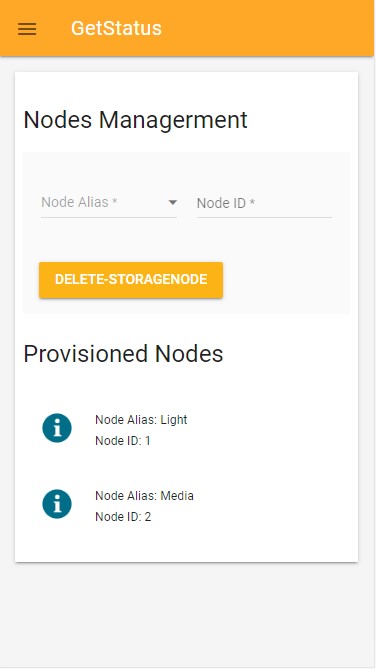 GetStatus
Nodes Managerment
Node Alias * Node ID *
DELETE-STORAGENODE
Provisioned Nodes
Node Alias: Light
Node ID: 1
Node Alias: Media
Node ID: 2